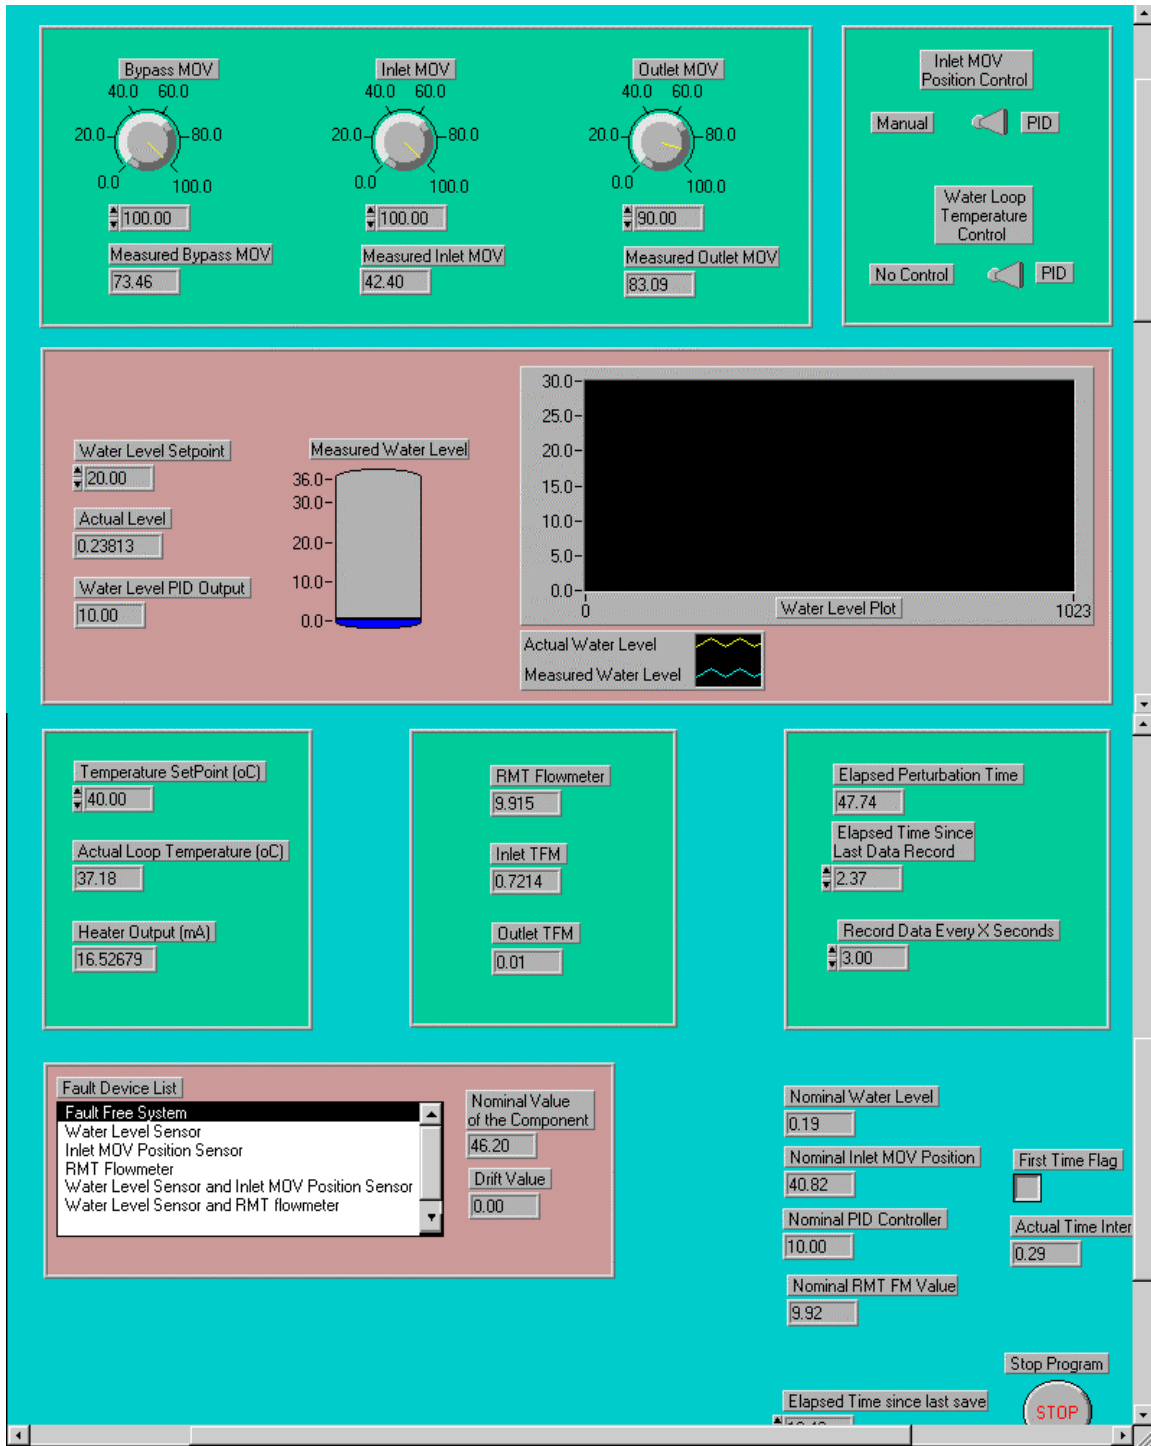 Bypass MOV
40.0 60.0
20.0 80.0
0.0 100.0
100.00
Measured Bypass MOV
73.46
Inlet MOV
40.0 60.0
20.0 80.0
0.0 100.0
100.00
Measured Inlet MOV
42.40
Outlet MOV
40.0 60.0
20.0 80.0
0.0 100.0
90.00
Measured Outlet MOV
83.09
Inlet MOV
Position Control
Manual PID
Water Loop
Temperature
Control
No Control PID
Water Level Setpoint
20.00
Actual Level
0.23813
Water Level PID Output
10.00
Measured Water Level
36.0
30.0
20.0
10.0
0.0
30.0
25.0
20.0
15.0
10.0
5.0
0.0
0 1023
Water Level Plot
Actual Water Level
Measured Water Level
Temperature SetPoint (oC)
40.00
Actual Loop Temperature (oC)
37.18
Heater Output (mA)
16.52679
RMT Flowmeter
9.915
Inlet TFM
0.7214
Outlet TFM
0.01
Elapsed Perturbation Time
47.74
Elapsed Time Since
Last Data Record
2.37
Record Data Every X Seconds
3.00
Fault Device List
Fault Free System
Water Level Sensor
Inlet MOV Position Sensor
RMT Flowmeter
Water Level Sensor and Inlet MOV Position Sensor
Water Level Sensor and RMT flowmeter
Nominal Value
of the Component
46.20
Drift Value
0.00
Nominal Water Level
0.19
Nominal Inlet MOV Position
40.82
Nominal PID Controller
10.00
Nominal RMT FM Value
9.92
First Time Flag
Actual Time Inter
0.29
Stop Program
STOP
Elapsed Time since last save